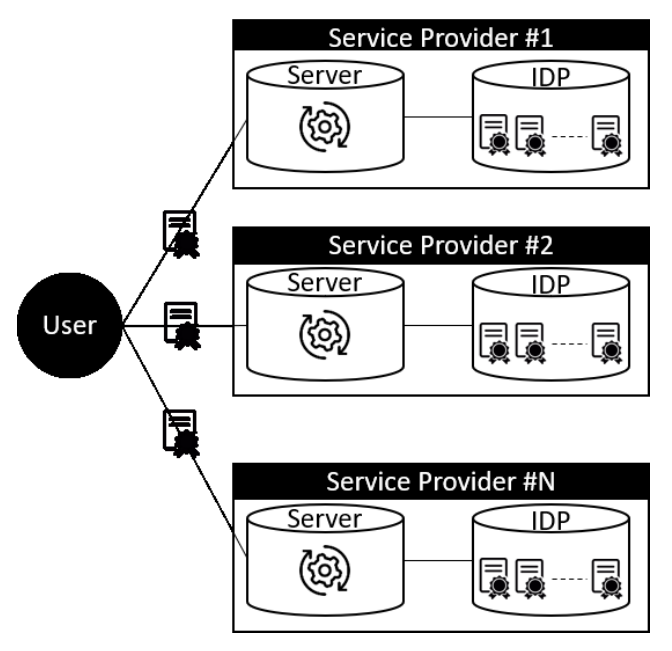 Service Provider #1
Server
IDP
Service Provider #2
Server
IDP
User
Service Provider #N
Server
IDP